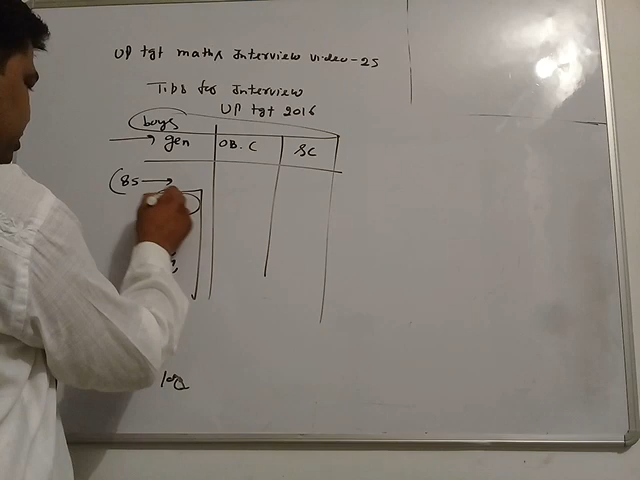 UP tgt maths Interview video-25
Tips for Interview
UP tgt 2016
boys
gen OB.C SC
85